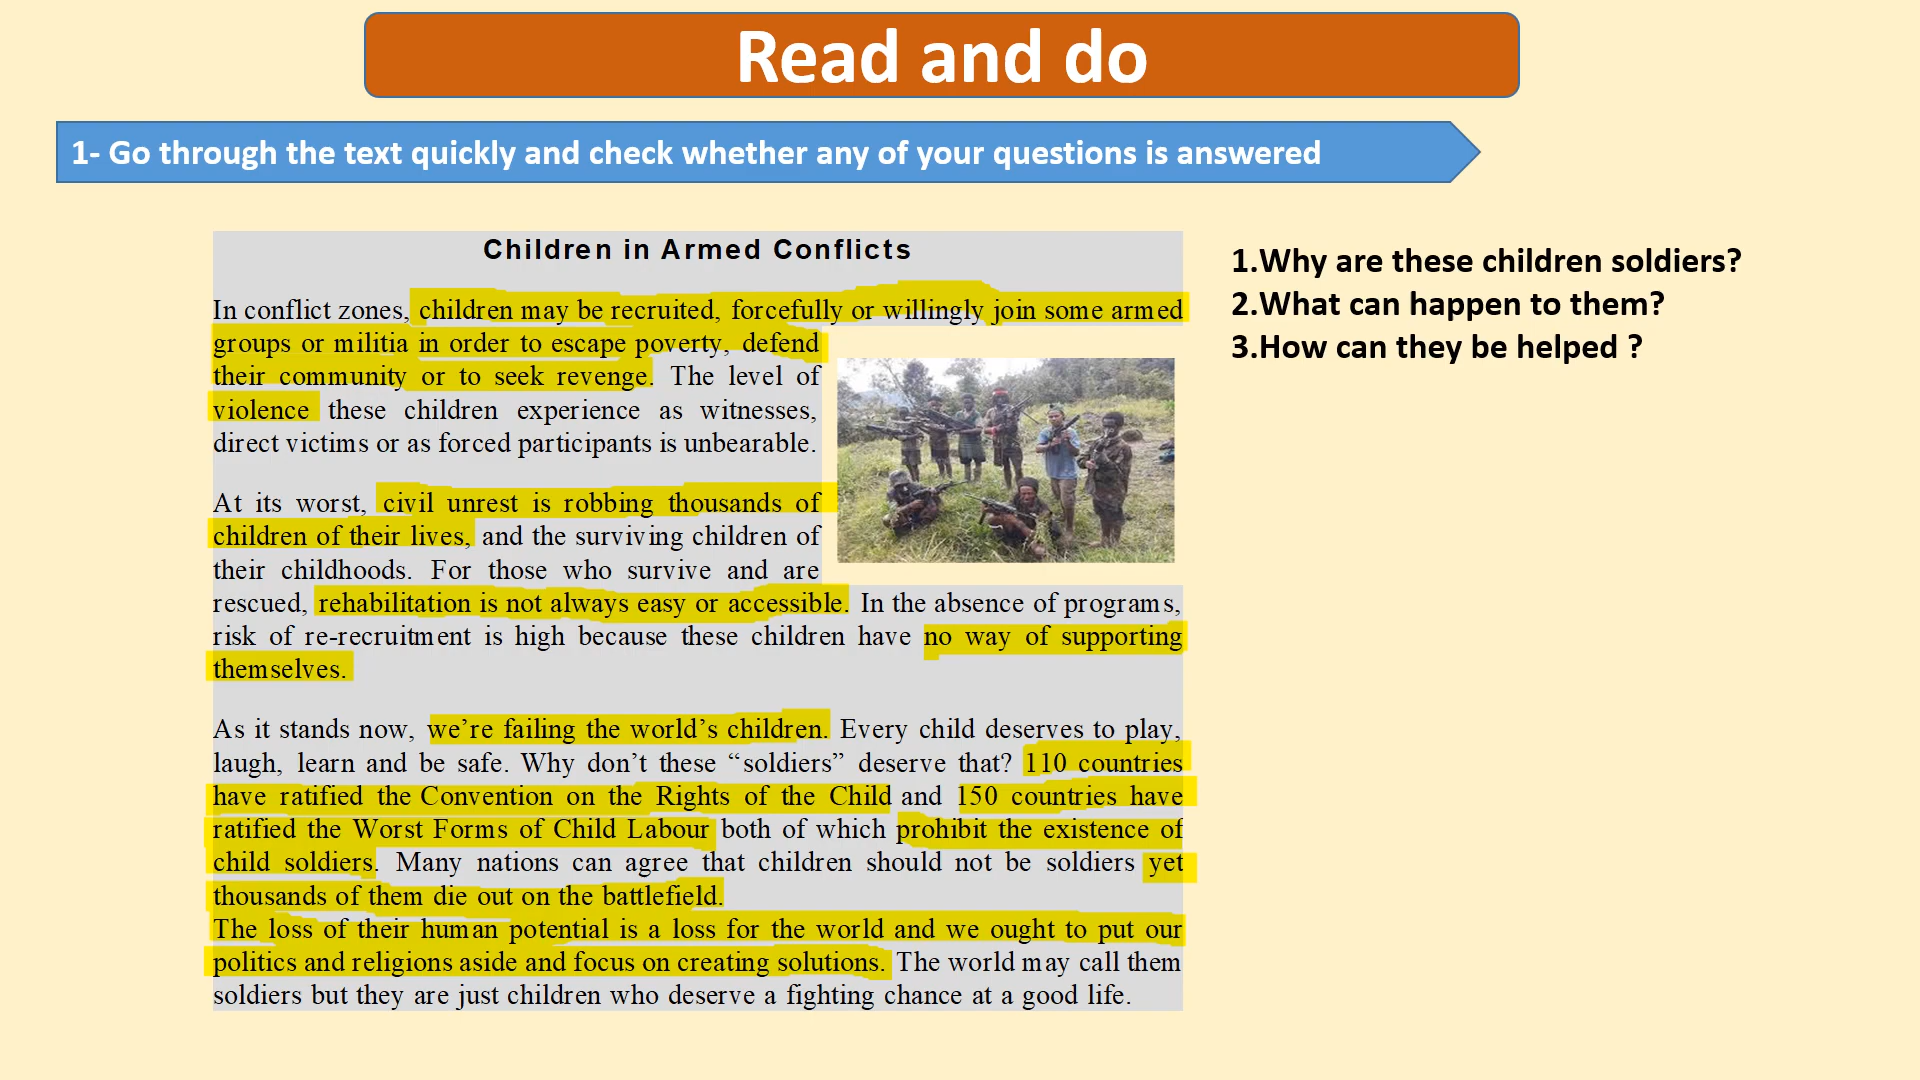 Read and do
1- Go through the text quickly and check whether any of your questions is answered
Children in Armed Conflicts
In conflict zones, children may be recruited, forcefully or willingly join some armed
groups or militia in order to escape poverty, defend
their community or to seek revenge. The level of
violence these children experience as witnesses,
direct victims or as forced participants is unbearable.
At its worst, civil unrest is robbing thousands of
children of their lives, and the surviving children of
their childhoods. For those who survive and are
rescued, rehabilitation is not always easy or accessible. In the absence of programs,
risk of re-recruitment is high because these children have no way of supporting
themselves.
As it stands now, we’re failing the world’s children. Every child deserves to play,
laugh, learn and be safe. Why don’t these “soldiers” deserve that? 110 countries
have ratified the Convention on the Rights of the Child and 150 countries have
ratified the Worst Forms of Child Labour both of which prohibit the existence of
child soldiers. Many nations can agree that children should not be soldiers yet
thousands of them die out on the battlefield.
The loss of their human potential is a loss for the world and we ought to put our
politics and religions aside and focus on creating solutions. The world may call them
soldiers but they are just children who deserve a fighting chance at a good life.
1.Why are these children soldiers?
2.What can happen to them?
3.How can they be helped ?